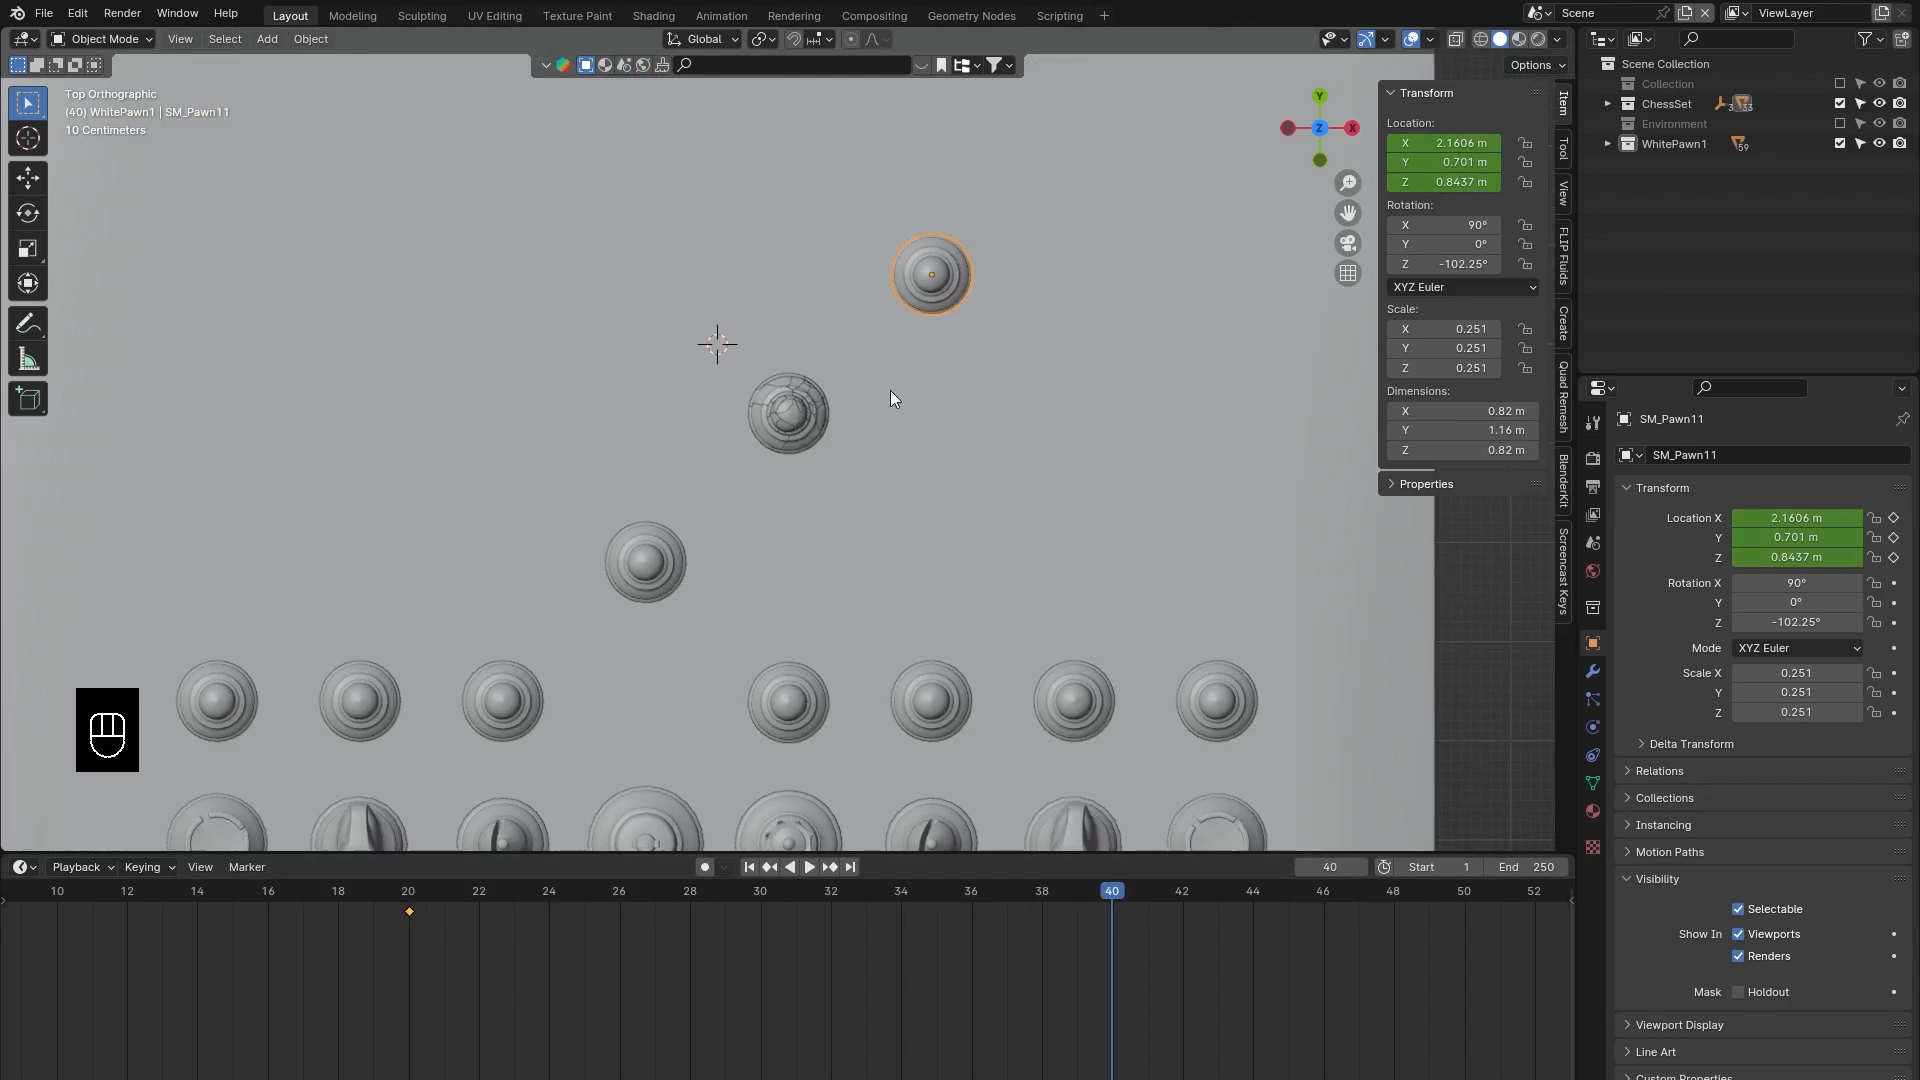 File Edit Render Window Help
Layout Modeling Sculpting UV Editing Texture Paint Shading Animation Rendering Compositing Geometry Nodes Scripting +
Scene
ViewLayer
Object Mode View Select Add Object
Global
Options
Top Orthographic
(40) WhitePawn1 | SM_Pawn11
10 Centimeters
Y
Z
X
Transform
Location:
X 2.1606 m
Y 0.701 m
Z 0.8437 m
Rotation:
X 90°
Y 0°
Z -102.25°
XYZ Euler
Scale:
X 0.251
Y 0.251
Z 0.251
Dimensions:
X 0.82 m
Y 1.16 m
Z 0.82 m
Properties
Item
Tool
View
FLIP Fluids
Create
Quad Remesh
BlenderKit
Screencast Keys
Scene Collection
Collection
ChessSet 33
Environment
WhitePawn1 59
SM_Pawn11
SM_Pawn11
Transform
Location X 2.1606 m
Y 0.701 m
Z 0.8437 m
Rotation X 90°
Y 0°
Z -102.25°
Mode XYZ Euler
Scale X 0.251
Y 0.251
Z 0.251
Delta Transform
Relations
Collections
Instancing
Motion Paths
Visibility
Selectable
Show In Viewports
Renders
Mask Holdout
Viewport Display
Line Art
Custom Properties
Playback Keying View Marker
40
Start 1
End 250
10 12 14 16 18 20 22 24 26 28 30 32 34 36 38 40 42 44 46 48 50 52